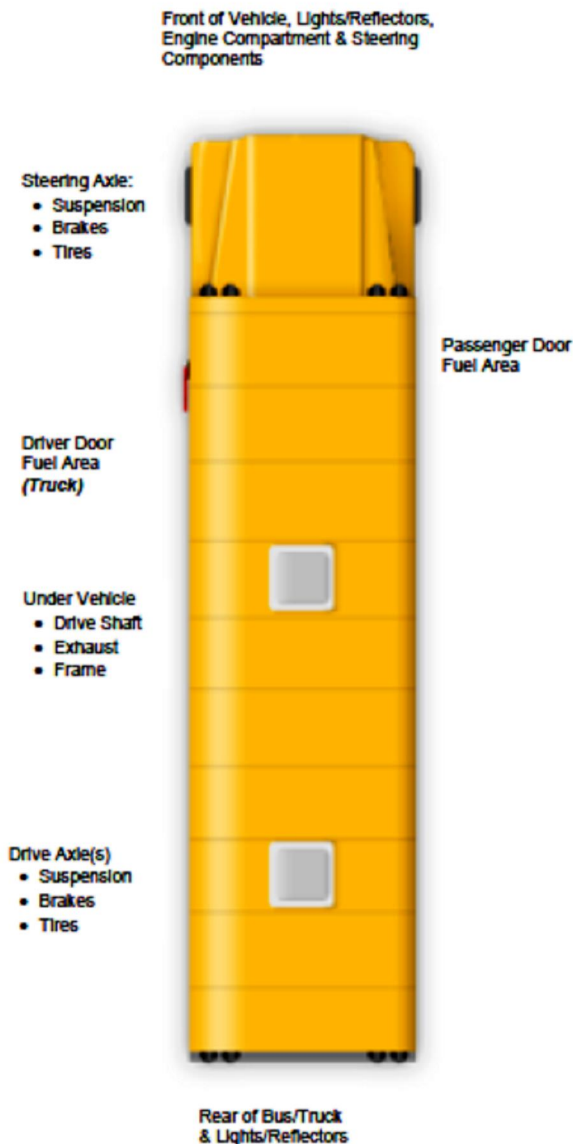 Front of Vehicle, Lights/Reflectors,
Engine Compartment & Steering
Components
Steering Axle:
• Suspension
• Brakes
• Tires
Passenger Door
Fuel Area
Driver Door
Fuel Area
(Truck)
Under Vehicle
• Drive Shaft
• Exhaust
• Frame
Drive Axle(s)
• Suspension
• Brakes
• Tires
Rear of Bus/Truck
& Lights/Reflectors